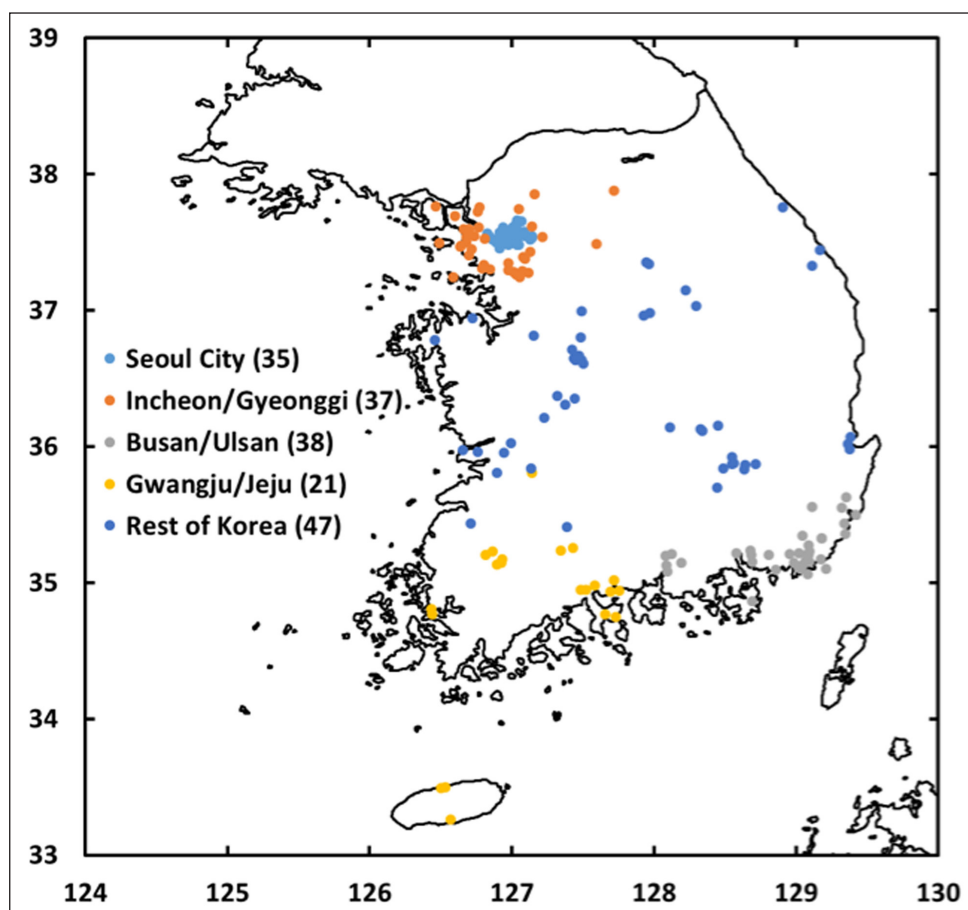 39
38
37
36
35
34
33
Seoul City (35)
Incheon/Gyeonggi (37)
Busan/Ulsan (38)
Gwangju/Jeju (21)
Rest of Korea (47)
124 125 126 127 128 129 130